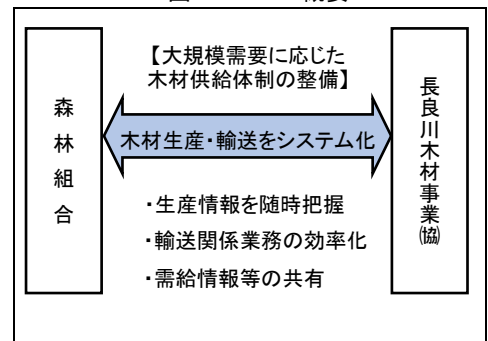 【大規模需要に応じた
木材供給体制の整備】
森林組合
木材生産・輸送をシステム化
長良川木材事業㈿
・生産情報を随時把握
・輸送関係業務の効率化
・需給情報等の共有